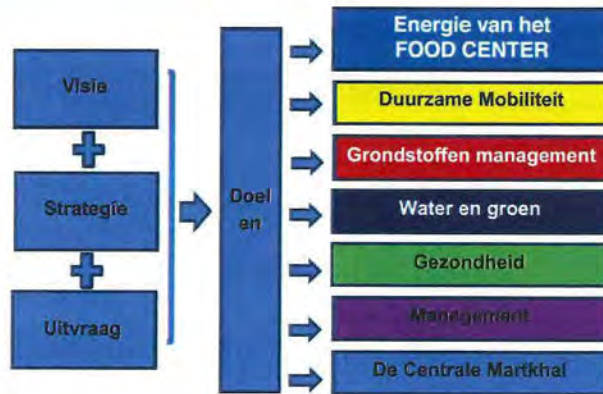 Visie
Strategie
Uitvraag
Doel
en
Energie van het
FOOD CENTER
Duurzame Mobiliteit
Grondstoffen management
Water en groen
Gezondheid
Management
De Centrale Martkhal